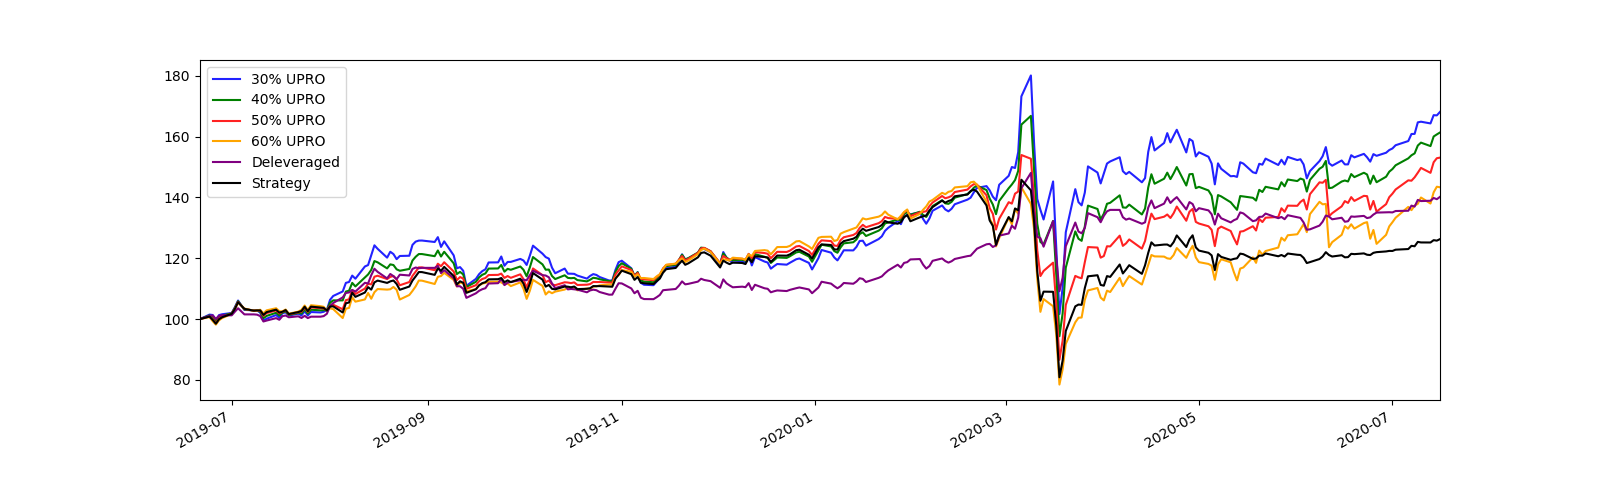 180
160
140
120
100
80
30% UPRO
40% UPRO
50% UPRO
60% UPRO
Deleveraged
Strategy
2019-07
2019-09
2019-11
2020-01
2020-03
2020-05
2020-07